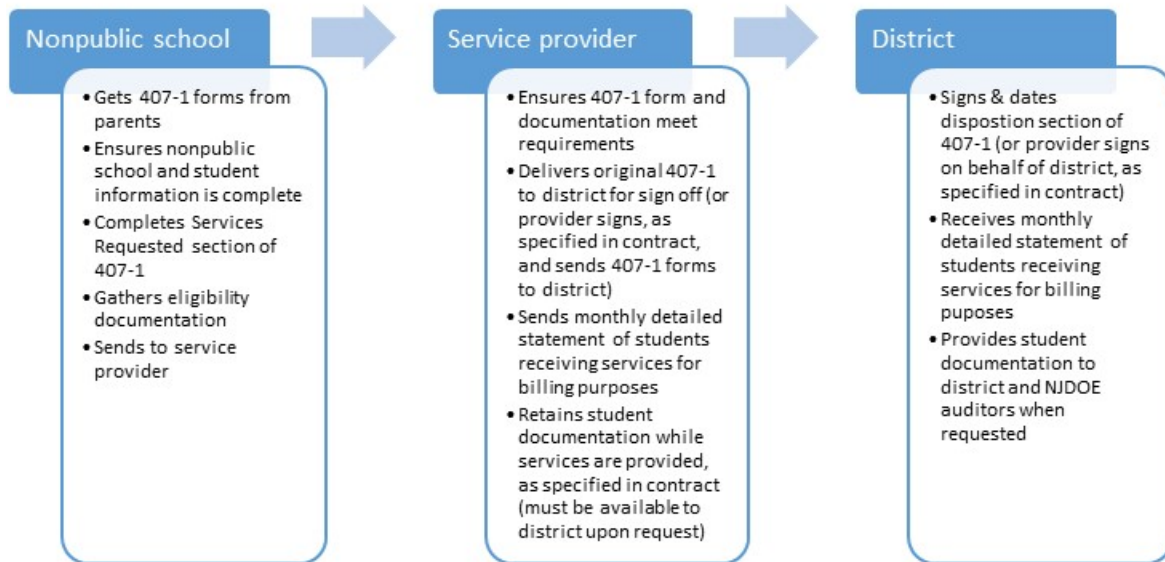 Nonpublic school
• Gets 407-1 forms from
parents
• Ensures nonpublic
school and student
information is complete
• Completes Services
Requested section of
407-1
• Gathers eligibility
documentation
• Sends to service
provider
Service provider
• Ensures 407-1 form and
documentation meet
requirements
• Delivers original 407-1
to district for sign off (or
provider signs, as
specified in contract,
and sends 407-1 forms
to district)
• Sends monthly detailed
statement of students
receiving services for
billing purposes
• Retains student
documentation while
services are provided,
as specified in contract
(must be available to
district upon request)
District
• Signs & dates
dispostion section of
407-1 (or provider signs
on behalf of district, as
specified in contract)
• Receives monthly
detailed statement of
students receiving
services for billing
puposes
• Provides student
documentation to
district and NJDOE
auditors when
requested